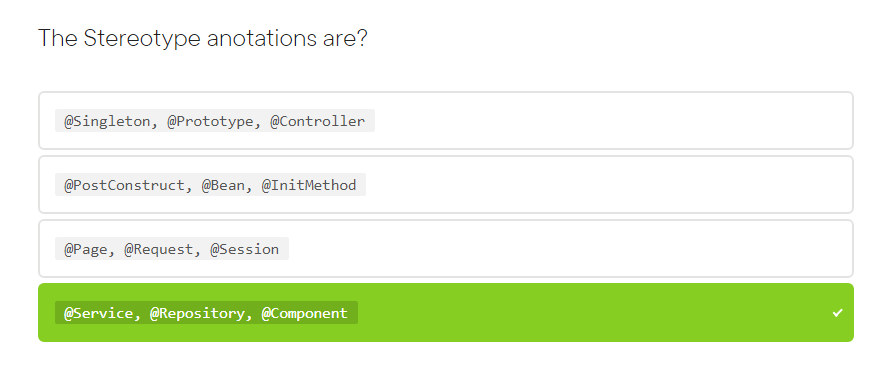 The Stereotype anotations are?
@Singleton, @Prototype, @Controller
@PostConstruct, @Bean, @InitMethod
@Page, @Request, @Session
@Service, @Repository, @Component